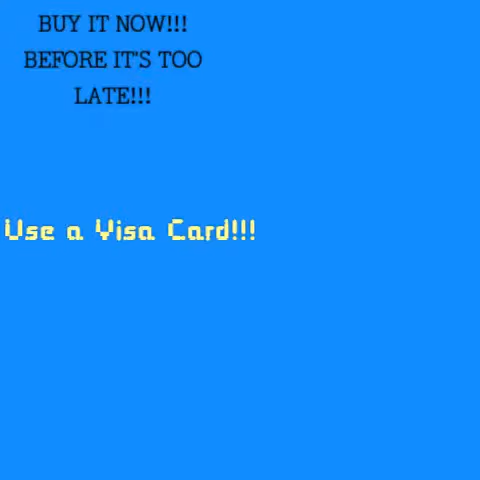 BUY IT NOW!!!
BEFORE IT'S TOO
LATE!!!
Use a Visa Card!!!